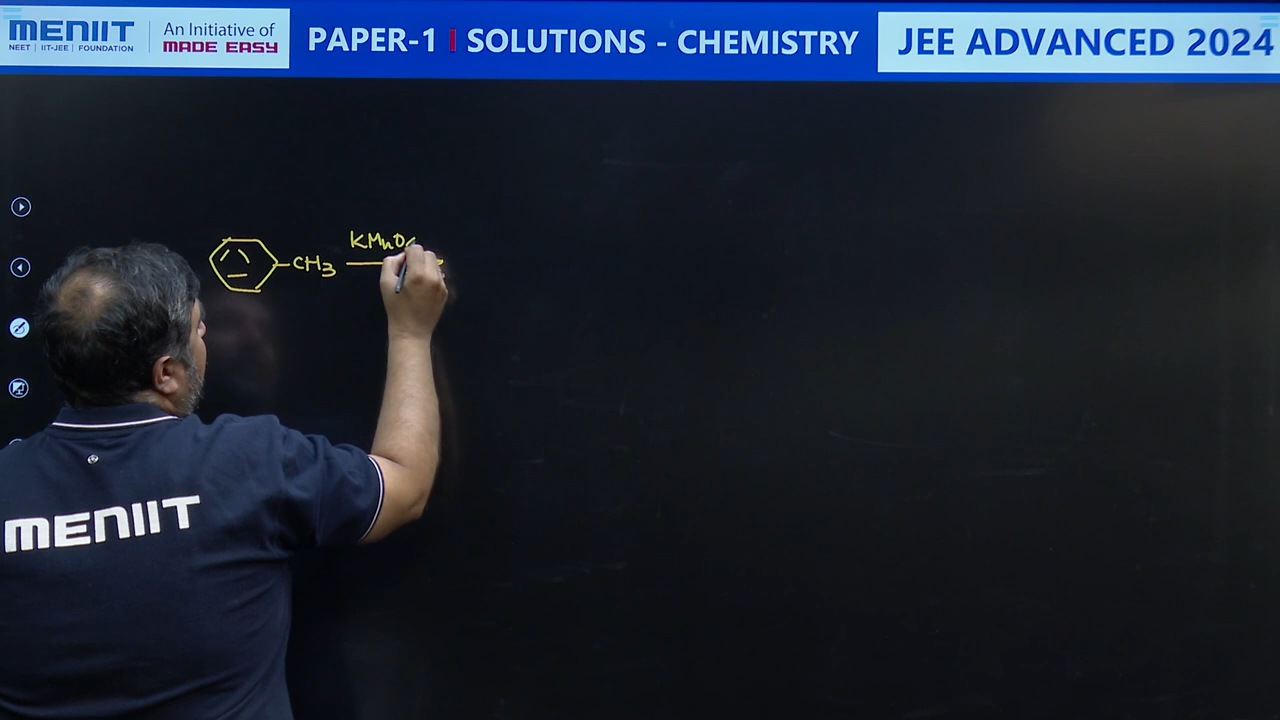 MENIIT
NEET | IIT-JEE | FOUNDATION
An Initiative of
MADE EASY
PAPER-1 | SOLUTIONS - CHEMISTRY
JEE ADVANCED 2024
KMnO
CH3
MENIIT